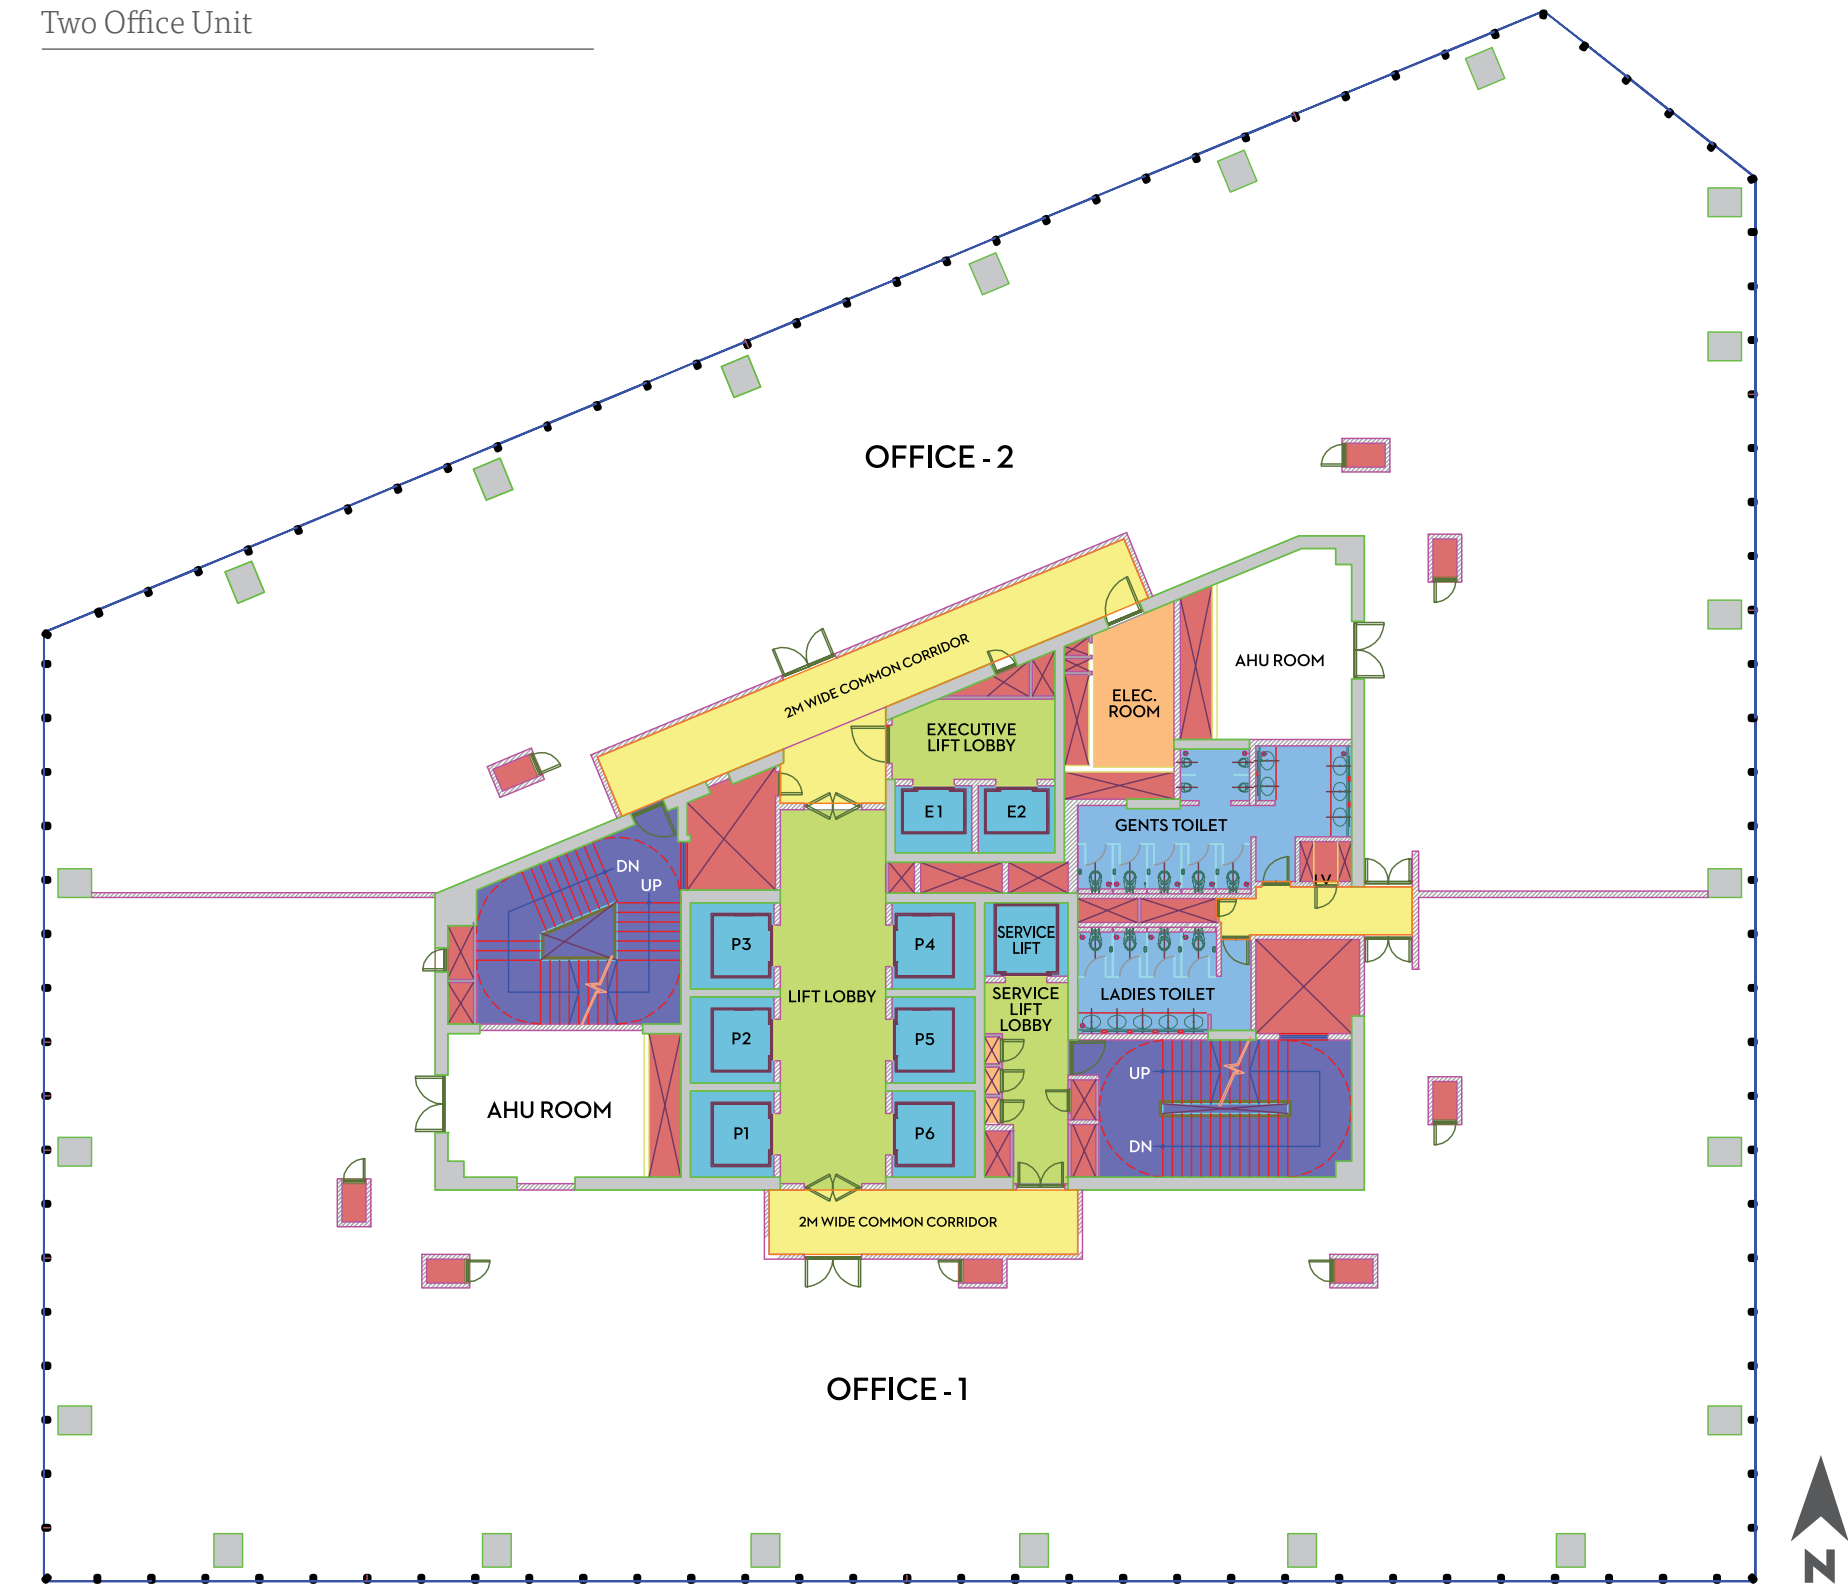 Two Office Unit
OFFICE - 2
2M WIDE COMMON CORRIDOR
AHU ROOM
ELEC.
ROOM
EXECUTIVE
LIFT LOBBY
E1
E2
GENTS TOILET
DN
UP
LV
P3
P4
SERVICE
LIFT
LIFT LOBBY
SERVICE
LIFT
LOBBY
LADIES TOILET
P2
P5
UP
AHU ROOM
P1
P6
DN
2M WIDE COMMON CORRIDOR
OFFICE - 1
N